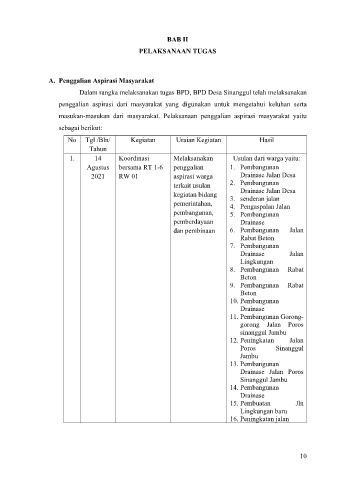 BAB II
PELAKSANAAN TUGAS
A. Penggalian Aspirasi Masyarakat
Dalam rangka melaksanakan tugas BPD, BPD Desa Sinanggul telah melaksanakan
penggalian aspirasi dari masyarakat yang digunakan untuk mengetahui keluhan serta
masukan-masukan dari masyarakat. Pelaksanaan penggalian aspirasi masyarakat yaitu
sebagai berikut:
No Tgl /Bln/ Kegiatan Uraian Kegiatan Hasil
Tahun
1. 14 Koordinasi Melaksanakan Usulan dari warga yaitu:
Agustus bersama RT 1-6 penggalian 1. Pembangunan
2021 RW 01 aspirasi warga Drainase Jalan Desa
terkait usulan 2. Pembangunan
kegiatan bidang Drainase Jalan Desa
pemerintahan, 3. senderan jalan
pembangunan, 4. Pengaspalan Jalan
pemberdayaan 5. Pembangunan
dan pembinaan Drainase
6. Pembangunan Jalan
Rabat Beton
7. Pembangunan
Drainase Jalan
Lingkungan
8. Pembangunan Rabat
Beton
9. Pembangunan Rabat
Beton
10. Pembangunan
Drainase
11. Pembangunan Gorong-
gorong Jalan Poros
sinanggul Jambu
12. Peningkatan Jalan
Poros Sinanggul
Jambu
13. Pembangunan
Drainase Jalan Poros
Sinanggul Jambu
14. Pembangunan
Drainase
15. Pembuatan Jln
Lingkungan baru
16. Peningkatan jalan
10